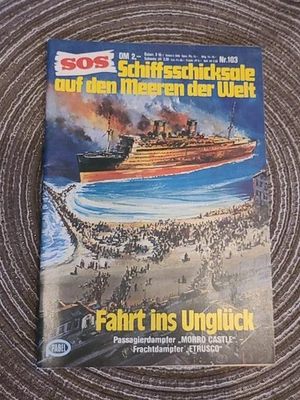 SOS
DM 2,-
Nr. 103
Schiffsschicksale
auf den Meeren der Welt
Fahrt ins Unglück
Passagierdampfer „MORRO CASTLE"
Frachtdampfer „ETRUSCO"
PABEL